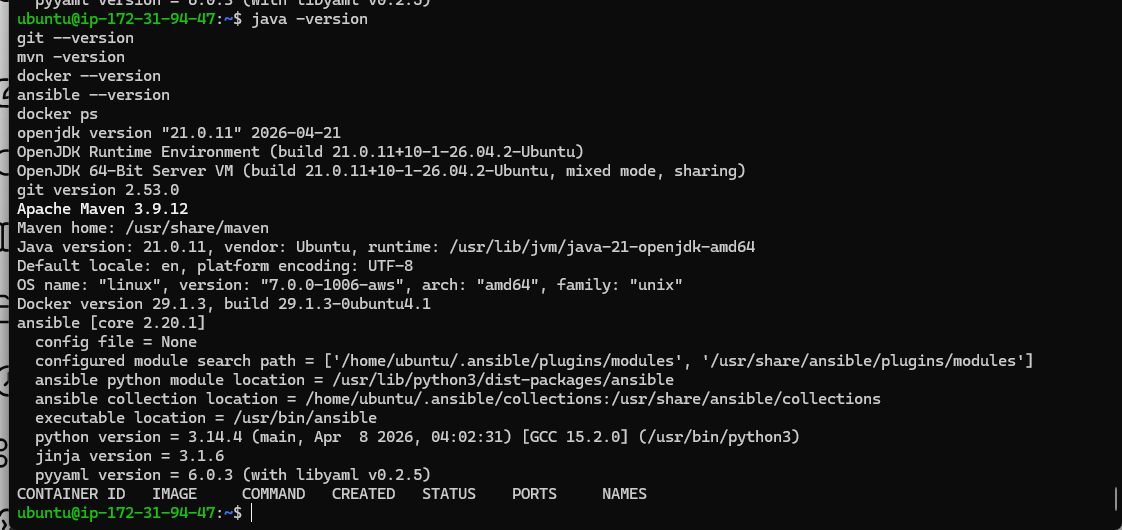 ubuntu@ip-172-31-94-47:~$ java -version
git --version
mvn -version
docker --version
ansible --version
docker ps
openjdk version "21.0.11" 2026-04-21
OpenJDK Runtime Environment (build 21.0.11+10-1-26.04.2-Ubuntu)
OpenJDK 64-Bit Server VM (build 21.0.11+10-1-26.04.2-Ubuntu, mixed mode, sharing)
git version 2.53.0
Apache Maven 3.9.12
Maven home: /usr/share/maven
Java version: 21.0.11, vendor: Ubuntu, runtime: /usr/lib/jvm/java-21-openjdk-amd64
Default locale: en, platform encoding: UTF-8
OS name: "linux", version: "7.0.0-1006-aws", arch: "amd64", family: "unix"
Docker version 29.1.3, build 29.1.3-0ubuntu4.1
ansible [core 2.20.1]
  config file = None
  configured module search path = ['/home/ubuntu/.ansible/plugins/modules', '/usr/share/ansible/plugins/modules']
  ansible python module location = /usr/lib/python3/dist-packages/ansible
  ansible collection location = /home/ubuntu/.ansible/collections:/usr/share/ansible/collections
  executable location = /usr/bin/ansible
  python version = 3.14.4 (main, Apr  8 2026, 04:02:31) [GCC 15.2.0] (/usr/bin/python3)
  jinja version = 3.1.6
  pyyaml version = 6.0.3 (with libyaml v0.2.5)
CONTAINER ID   IMAGE     COMMAND   CREATED   STATUS    PORTS     NAMES
ubuntu@ip-172-31-94-47:~$